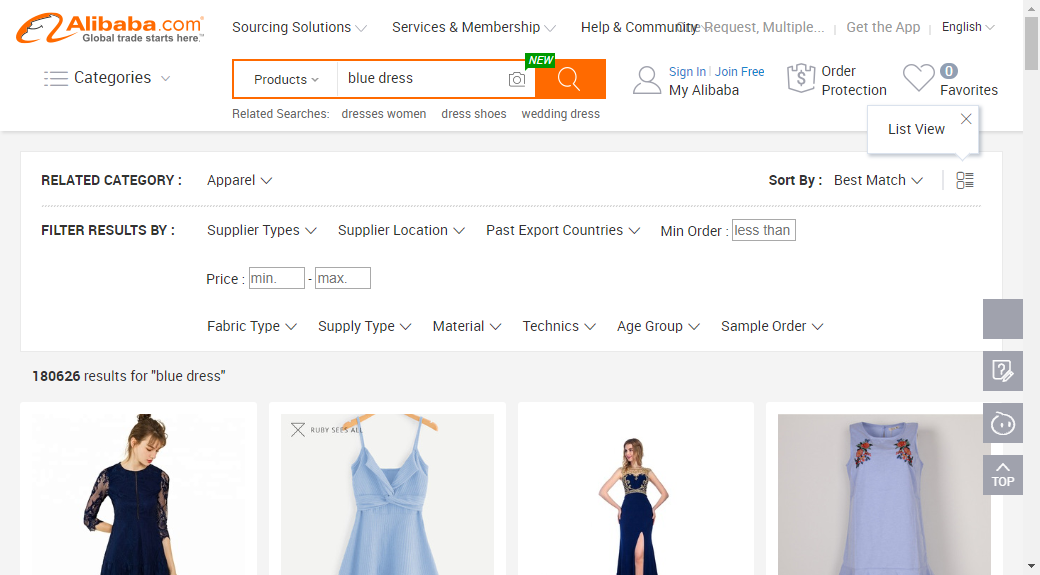 Alibaba.com
Global trade starts here.™
Sourcing Solutions
Services & Membership
Help & Community
One Request, Multiple...
Get the App
English
Categories
Products
blue dress
NEW
Sign In
Join Free
My Alibaba
Order
Protection
0
Favorites
Related Searches: dresses women dress shoes wedding dress
List View
RELATED CATEGORY : Apparel
Sort By : Best Match
FILTER RESULTS BY : Supplier Types Supplier Location Past Export Countries Min Order : less than
Price : min. - max.
Fabric Type Supply Type Material Technics Age Group Sample Order
180626 results for "blue dress"
RUBY SEES ALL
TOP